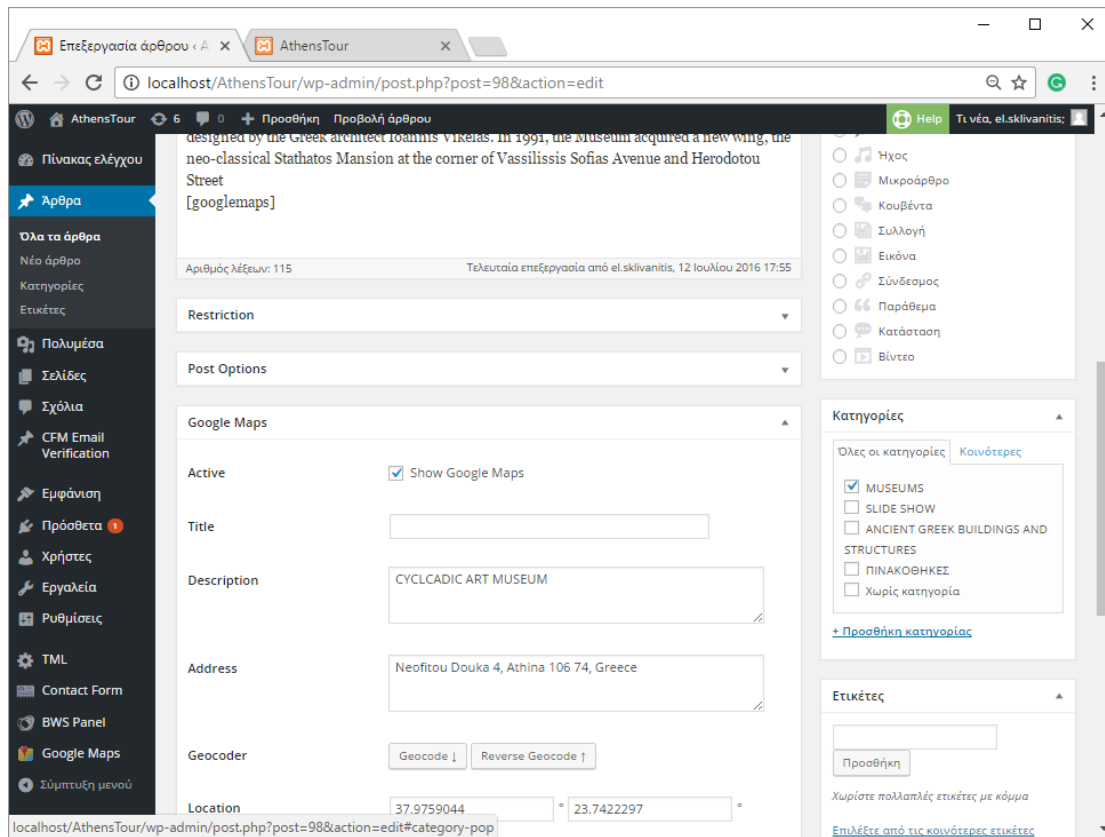 Επεξεργασία άρθρου ‹ A
AthensTour
localhost/AthensTour/wp-admin/post.php?post=98&action=edit
AthensTour 6 0 Προσθήκη Προβολή άρθρου
Help Τι νέα, el.sklivanitis;
Πίνακας ελέγχου
Άρθρα
Όλα τα άρθρα
Νέο άρθρο
Κατηγορίες
Ετικέτες
Πολυμέσα
Σελίδες
Σχόλια
CFM Email
Verification
Εμφάνιση
Πρόσθετα 1
Χρήστες
Εργαλεία
Ρυθμίσεις
TML
Contact Form
BWS Panel
Google Maps
Σύμπτυξη μενού
designed by the Greek architect Ioannis Vikelas. In 1991, the Museum acquired a new wing, the
neo-classical Stathatos Mansion at the corner of Vassilissis Sofias Avenue and Herodotou
Street
[googlemaps]
Αριθμός λέξεων: 115
Τελευταία επεξεργασία από el.sklivanitis, 12 Ιουλίου 2016 17:55
Restriction
Post Options
Google Maps
Active
Show Google Maps
Title
Description
CYCLCADIC ART MUSEUM
Address
Neofitou Douka 4, Athina 106 74, Greece
Geocoder
Geocode ↓ Reverse Geocode ↑
Location
37.9759044 ° 23.7422297 °
Ήχος
Μικροάρθρο
Κουβέντα
Συλλογή
Εικόνα
Σύνδεσμος
Παράθεμα
Κατάσταση
Βίντεο
Κατηγορίες
Όλες οι κατηγορίες Κοινότερες
MUSEUMS
SLIDE SHOW
ANCIENT GREEK BUILDINGS AND
STRUCTURES
ΠΙΝΑΚΟΘΗΚΕΣ
Χωρίς κατηγορία
+ Προσθήκη κατηγορίας
Ετικέτες
Προσθήκη
Χωρίστε πολλαπλές ετικέτες με κόμμα
Επιλέξτε από τις κοινότερες ετικέτες
localhost/AthensTour/wp-admin/post.php?post=98&action=edit#category-pop